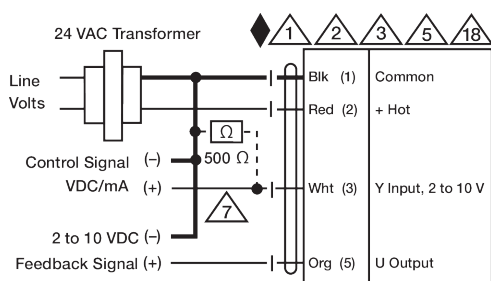 24 VAC Transformer
1 2 3 5 18
Line
Volts
Blk (1) Common
Red (2) + Hot
Ω
500 Ω
Control Signal (–)
VDC/mA (+)
Wht (3) Y Input, 2 to 10 V
7
2 to 10 VDC (–)
Feedback Signal (+)
Org (5) U Output